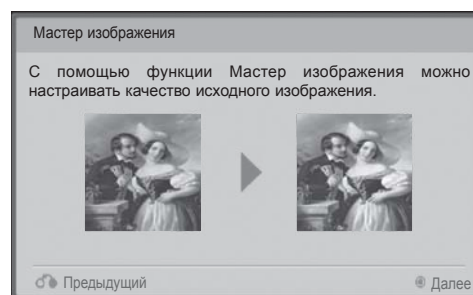 Мастер изображения
С помощью функции Мастер изображения можно
настраивать качество исходного изображения.
Предыдущий
Далее